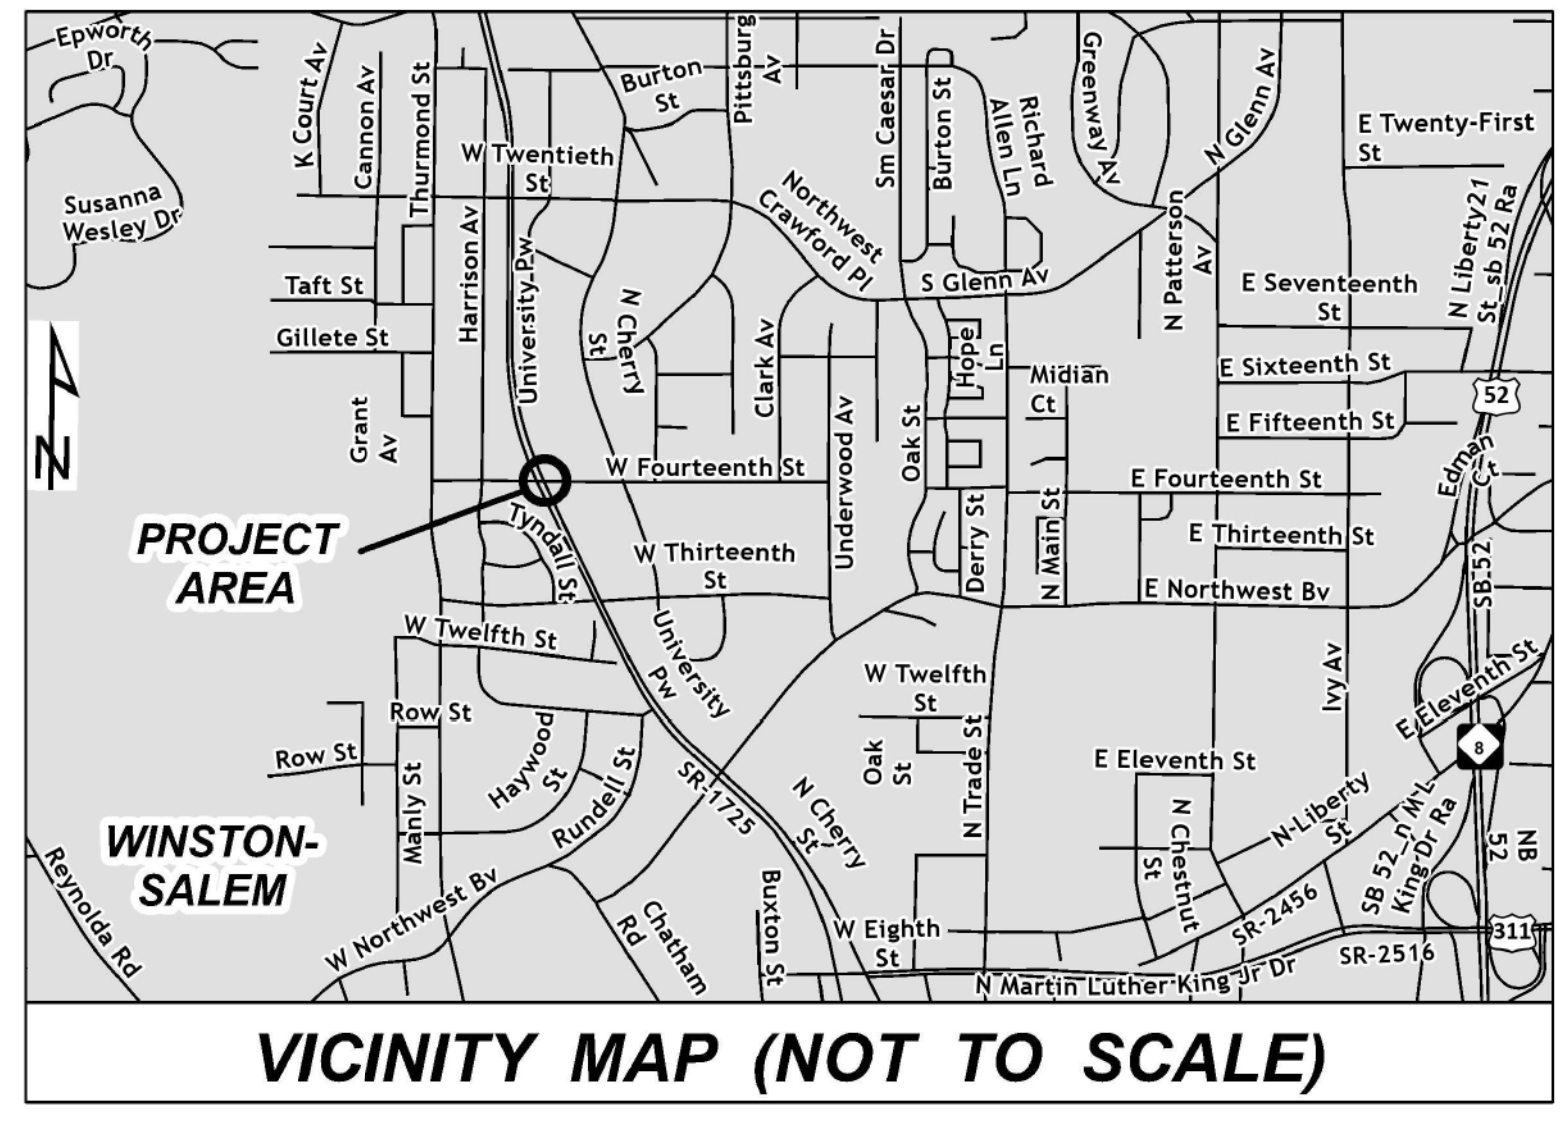 Epworth
Dr
K Court Av
Cannon Av
Thurmond St
Harrison Av
W Twentieth
St
Burton
St
Pittsburg
Av
Sm Caesar Dr
Burton St
Richard
Allen Ln
Greenway Av
N Glenn Av
E Twenty-First
St
Susanna
Wesley Dr
University Pw
N Cherry
St
Northwest
Crawford Pl
S Glenn Av
N Patterson
Av
N Liberty21
St_sb 52 Ra
Taft St
Gillete St
E Seventeenth
St
Clark Av
Hope
Ln
Midian
Ct
E Sixteenth St
52
Grant
Av
Underwood Av
Oak St
E Fifteenth St
Edman
Ct
W Fourteenth St
E Fourteenth St
PROJECT
AREA
Tyndall St
W Thirteenth
St
Derry St
N Main St
E Thirteenth St
SB 52
E Northwest Bv
W Twelfth St
University
Pw
W Twelfth
St
Ivy Av
E Eleventh St
Row St
Row St
Haywood
St
Rundell St
Manly St
SR-1725
N Cherry
St
Oak
St
N Trade St
E Eleventh St
N Chestnut
St
N-Liberty
St
8
SB 52_n M L
King Dr Ra
NB
52
WINSTON-
SALEM
Reynolda Rd
W Northwest Bv
Chatham
Rd
Buxton St
W Eighth
St
SR-2456
SR-2516
311
N Martin Luther King Jr Dr
N
VICINITY MAP (NOT TO SCALE)